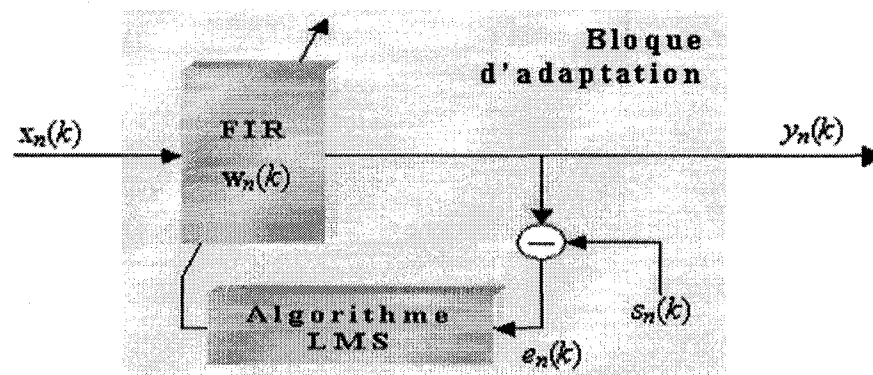 Bloque
d'adaptation
xₙ(k)
FIR
wₙ(k)
yₙ(k)
sₙ(k)
Algorithme
LMS
eₙ(k)